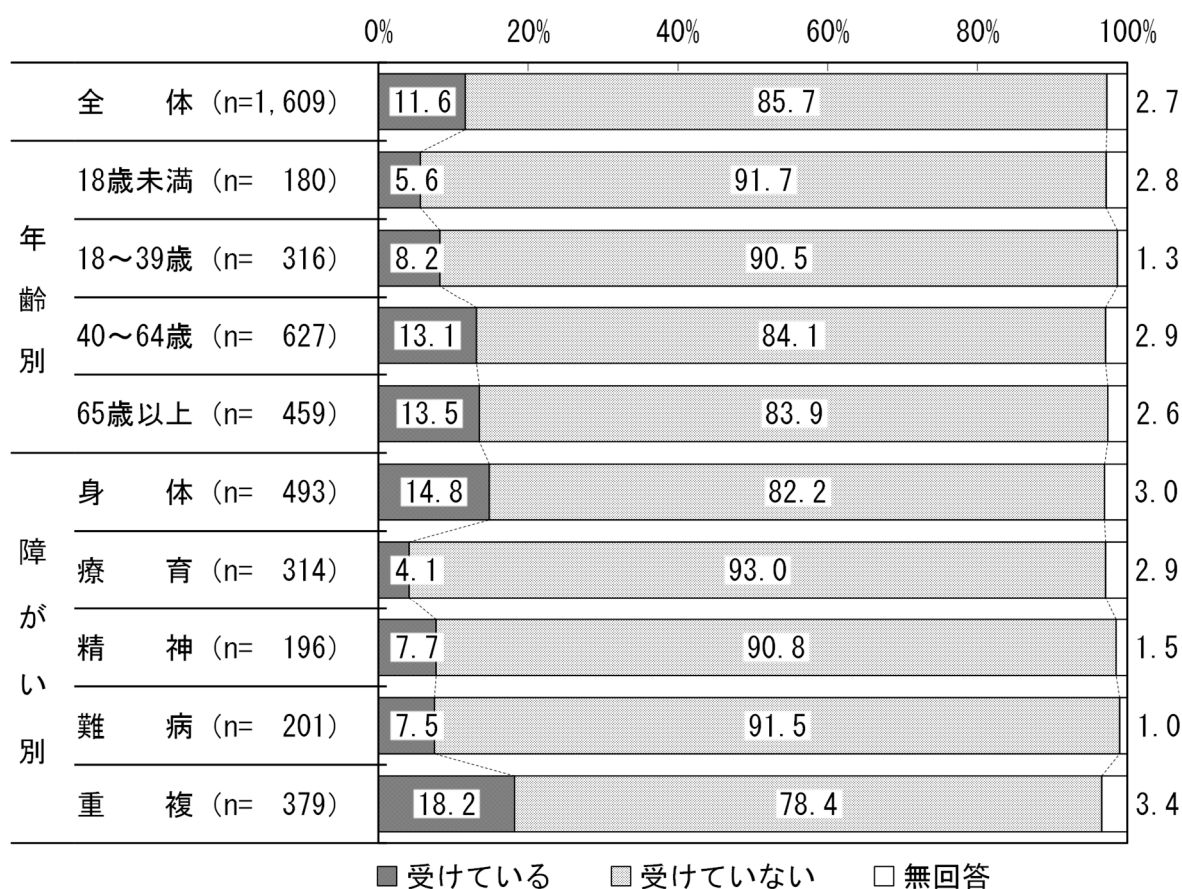 0% 20% 40% 60% 80% 100%
全　体 (n=1,609) 11.6 85.7 2.7
年齢別
18歳未満 (n= 180) 5.6 91.7 2.8
18～39歳 (n= 316) 8.2 90.5 1.3
40～64歳 (n= 627) 13.1 84.1 2.9
65歳以上 (n= 459) 13.5 83.9 2.6
障がい別
身　体 (n= 493) 14.8 82.2 3.0
療　育 (n= 314) 4.1 93.0 2.9
精　神 (n= 196) 7.7 90.8 1.5
難　病 (n= 201) 7.5 91.5 1.0
重　複 (n= 379) 18.2 78.4 3.4
受けている 受けていない 無回答